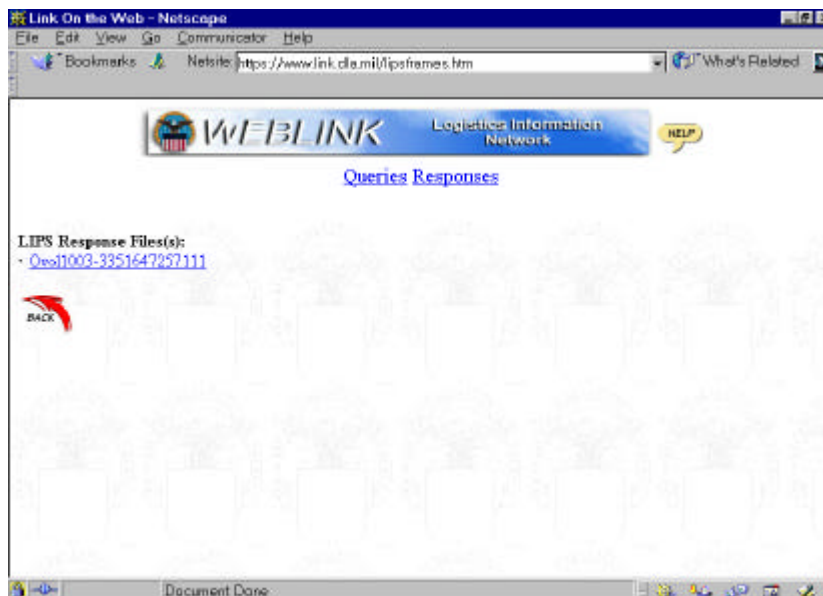 Link On the Web - Netscape
File Edit View Go Communicator Help
Bookmarks Netsite: https://www.link.dla.mil/lipsframes.htm What's Related
WEBLINK Logistics Information Network HELP
Queries Responses
LIPS Response Files(s):
- Ovol1003-3351647257111
BACK
Document Done